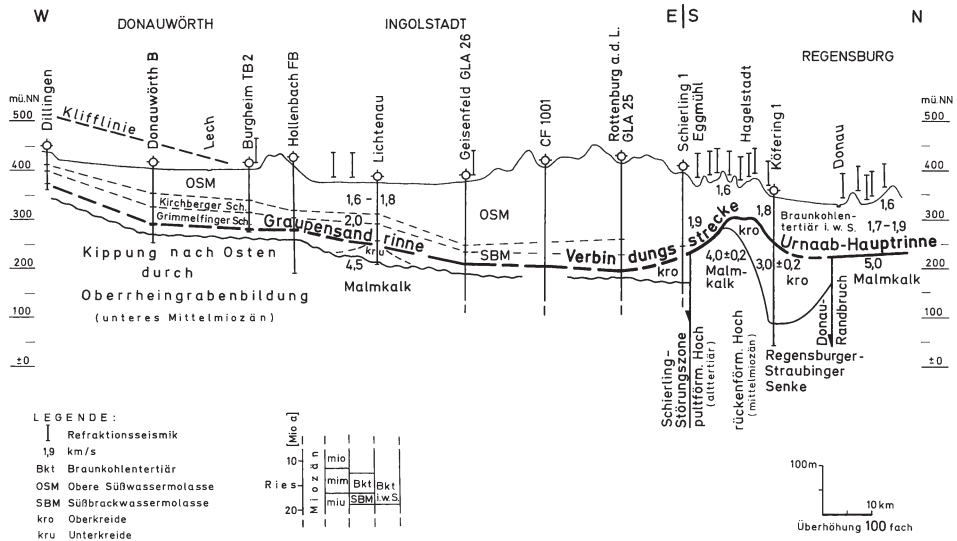 W
DONAUWÖRTH
INGOLSTADT
E S
N
REGENSBURG
mü.NN
500
400
300
200
100
±0
mü.NN
500
400
300
200
100
±0
Dillingen
Donauwörth B
Lech
Burgheim TB2
Hollenbach FB
Lichtenau
Geisenfeld GLA 26
CF 1001
Rottenburg a.d. L.
GLA 25
Schierling 1
Eggmühl
Hagelstadt
Köfering 1
Donau
Klifflinie
OSM
Kirchberger Sch.
Grimmelfinger Sch.
Graupensand rinne
1,6 - 1,8
2,0
kru
4,5
Malmkalk
OSM
SBM
Verbindungsstrecke
kro
1,9
1,6
1,8
kro
4,0±0,2
Malm-
kalk
3,0 ±0,2
kro
Braunkohlen-
tertiär i.w.S.
1,6
1,7-1,9
Urnaab-Hauptrinne
5,0
Malmkalk
Kippung nach Osten
durch
Oberrheingrabenbildung
(unteres Mittelmiozän)
Schierling-
Störungszone
pultförm. Hoch
(alttertiär)
rückenförm. Hoch
(mittelmiozän)
Donau-
Randbruch
Regensburger-
Straubinger
Senke
LEGENDE:
Refraktionsseismik
1,9 km/s
Bkt Braunkohlentertiär
OSM Obere Süßwassermolasse
SBM Süßbrackwassermolasse
kro Oberkreide
kru Unterkreide
[Mio a]
10
Ries
20
Miozän
mio
mim
miu
Bkt
SBM
Bkt
i.w.S.
100m
10 km
Überhöhung 100 fach